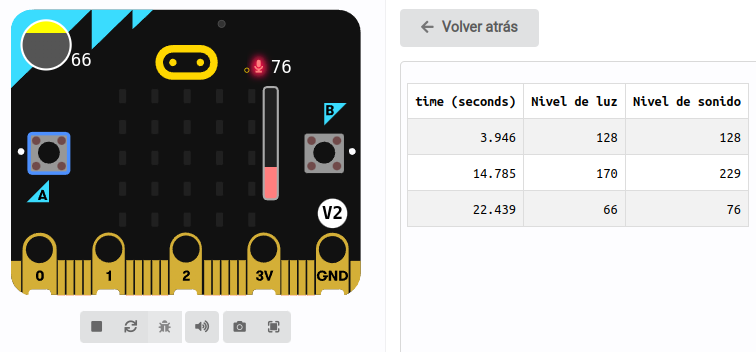 66
76
B
A
V2
0 1 2 3V GND
Volver atrás
time (seconds) Nivel de luz Nivel de sonido
3.946 128 128
14.785 170 229
22.439 66 76